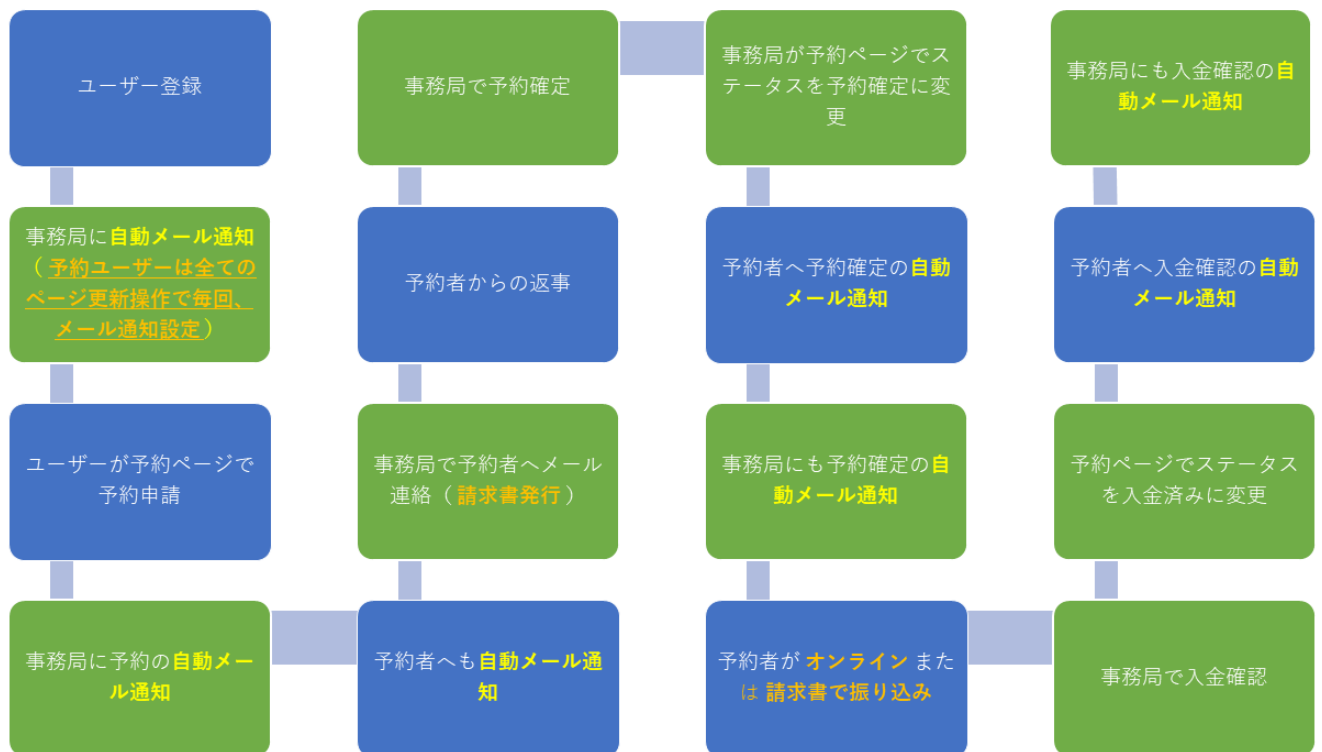 ユーザー登録
事務局に自動メール通知
（予約ユーザーは全ての
ページ更新操作で毎回、
メール通知設定）
ユーザーが予約ページで
予約申請
事務局に予約の自動メー
ル通知
予約者へも自動メール通
知
事務局で予約者へメール
連絡（請求書発行）
予約者からの返事
事務局で予約確定
事務局が予約ページでス
テータスを予約確定に変
更
予約者へ予約確定の自動
メール通知
事務局にも予約確定の自
動メール通知
予約者がオンラインまた
は請求書で振り込み
事務局で入金確認
予約ページでステータス
を入金済みに変更
予約者へ入金確認の自動
メール通知
事務局にも入金確認の自
動メール通知